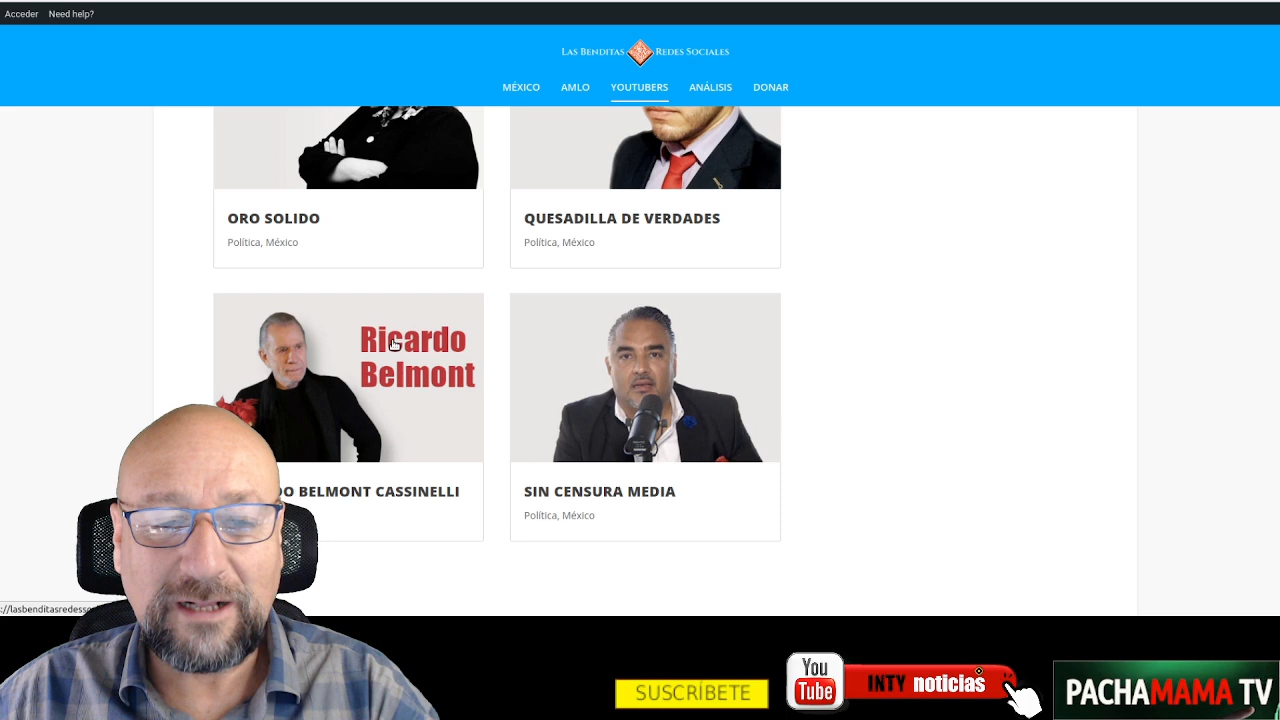 Acceder Need help?
LAS BENDITAS REDES SOCIALES
MÉXICO AMLO YOUTUBERS ANÁLISIS DONAR
ORO SOLIDO
Política, México
QUESADILLA DE VERDADES
Política, México
Ricardo
Belmont
DO BELMONT CASSINELLI
SIN CENSURA MEDIA
Política, México
://lasbenditasredesso
SUSCRÍBETE
You
Tube
INTY noticias
PACHAMAMA TV